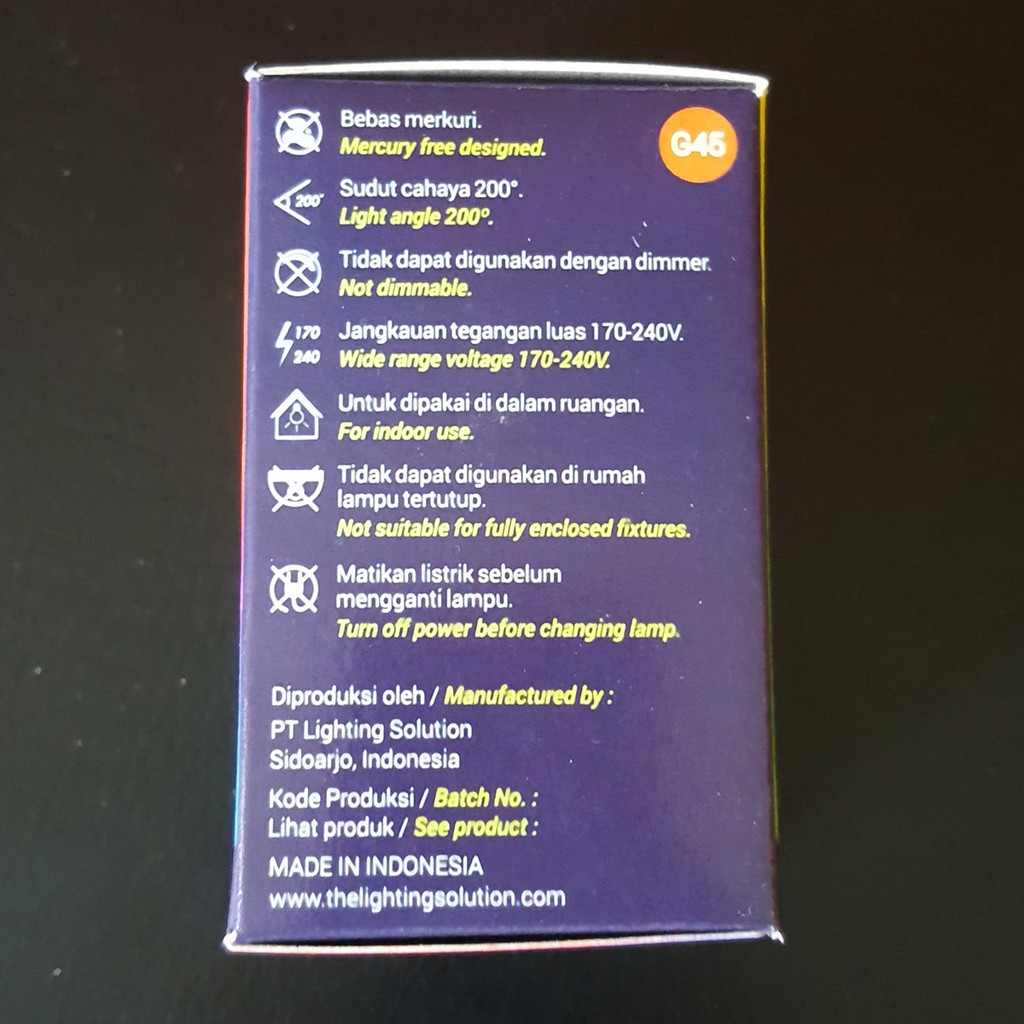 Bebas merkuri.
Mercury free designed.
G45
200°
Sudut cahaya 200°.
Light angle 200º.
Tidak dapat digunakan dengan dimmer.
Not dimmable.
170
240
Jangkauan tegangan luas 170-240V.
Wide range voltage 170-240V.
Untuk dipakai di dalam ruangan.
For indoor use.
Tidak dapat digunakan di rumah
lampu tertutup.
Not suitable for fully enclosed fixtures.
Matikan listrik sebelum
mengganti lampu.
Turn off power before changing lamp.
Diproduksi oleh / Manufactured by :
PT Lighting Solution
Sidoarjo, Indonesia
Kode Produksi / Batch No. :
Lihat produk / See product :
MADE IN INDONESIA
www.thelightingsolution.com